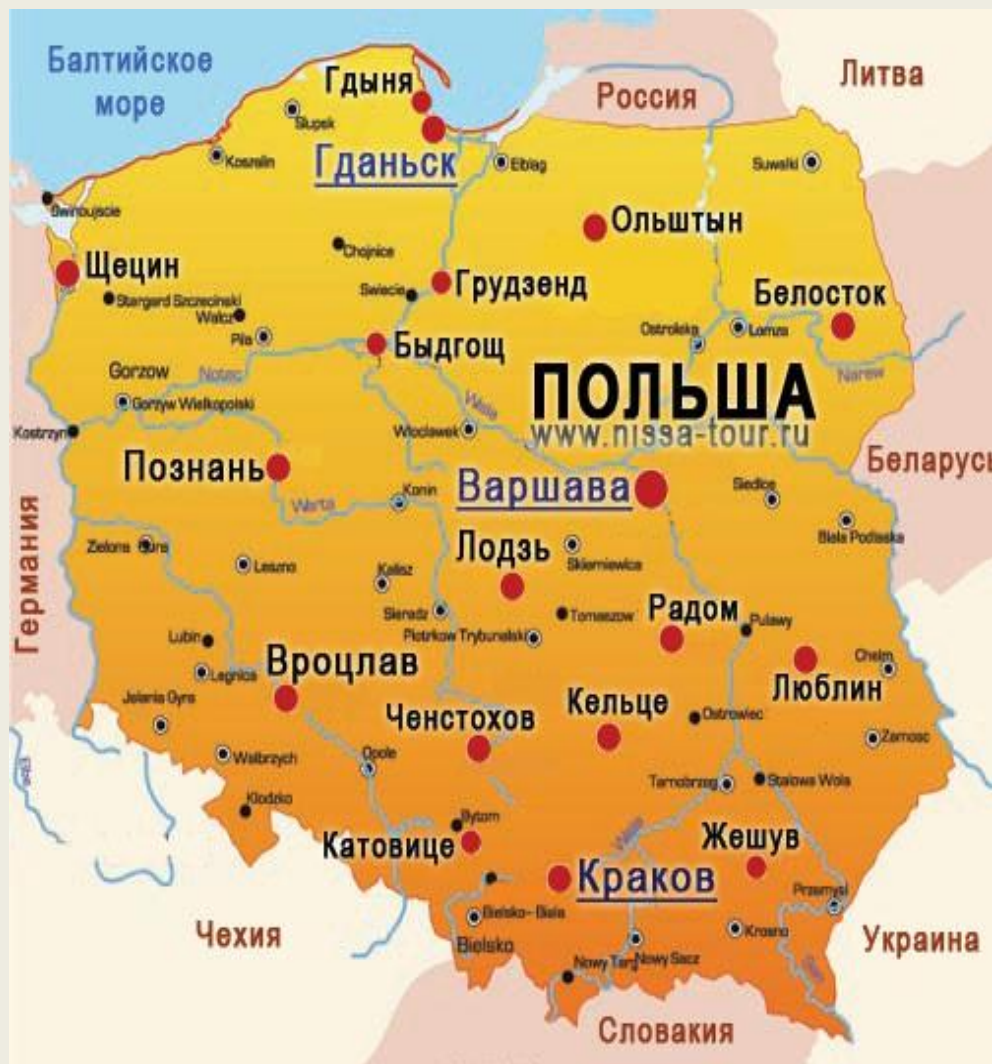 Балтийское
море
Литва
Россия
Гдыня
Slupsk
Гданьск
Koszalin
Elblag
Suwalki
Swinoujscie
Ольштын
Chojnice
Щецин
Swiecie
Грудзенд
Белосток
Stargard Szczecinski
Walcz
Pila
Ostroleka
Lomza
Быдгощ
Gorzow
Notec
Narew
ПОЛЬША
www.nissa-tour.ru
Gorzyw Wielkopolski
Kostrzyn
Wloclawek
Познань
Беларусь
Варшава
Siedlce
Warta
Konin
Германия
Zielona Gura
Лодзь
Biala Podlaska
Leszno
Kalisz
Skierniewica
Sieradz
Tomaszow
Радом
Pulawy
Lubin
Piotrkow Trybunalski
Вроцлав
Legnica
Chelm
Люблин
Jelenia Gyra
Ченстохов
Кельце
Ostrowiec
Zamosc
Walbrzych
Opole
Tarnobrzeg
Stalowa Wola
Klodzko
Bytom
Катовице
Жешув
Краков
Przemysl
Чехия
Bielsko-Biala
Bielsko
Krosno
Украина
Nowy Targ
Nowy Sacz
San
Словакия